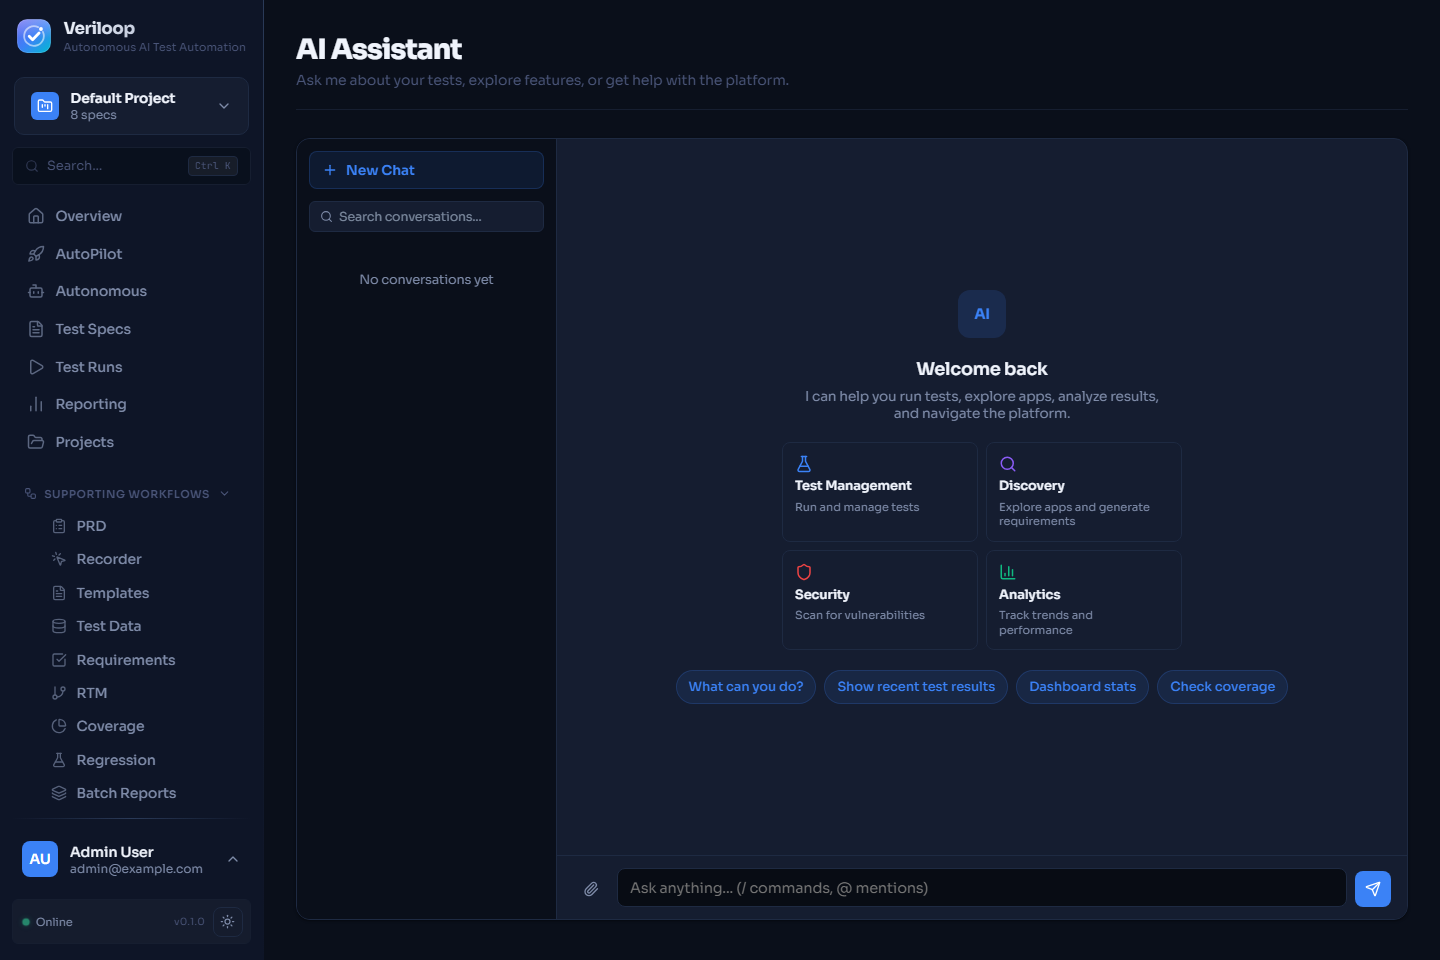 Veriloop
Autonomous AI Test Automation
Default Project
8 specs
Search...
Ctrl K
Overview
AutoPilot
Autonomous
Test Specs
Test Runs
Reporting
Projects
SUPPORTING WORKFLOWS
PRD
Recorder
Templates
Test Data
Requirements
RTM
Coverage
Regression
Batch Reports
AU
Admin User
admin@example.com
Online
v0.1.0
AI Assistant
Ask me about your tests, explore features, or get help with the platform.
New Chat
Search conversations...
No conversations yet
AI
Welcome back
I can help you run tests, explore apps, analyze results,
and navigate the platform.
Test Management
Run and manage tests
Discovery
Explore apps and generate
requirements
Security
Scan for vulnerabilities
Analytics
Track trends and
performance
What can you do?
Show recent test results
Dashboard stats
Check coverage
Ask anything... (/ commands, @ mentions)